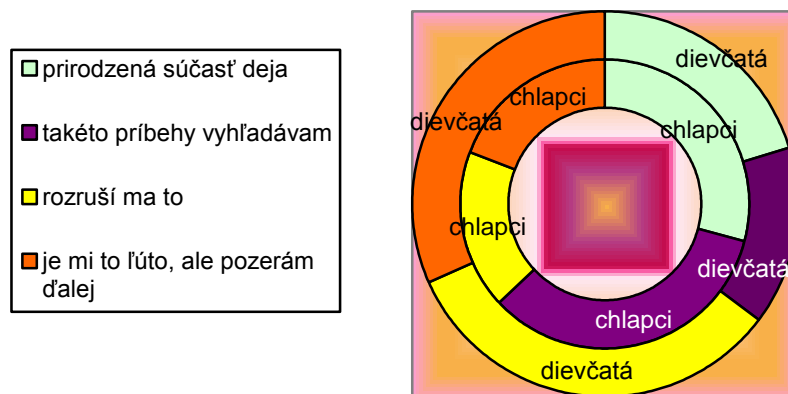 prirodzená súčasť deja
takéto príbehy vyhľadávam
rozruší ma to
je mi to ľúto, ale pozerám
ďalej
dievčatá
chlapci
chlapci
dievčatá
chlapci
dievčatá
chlapci
dievčatá